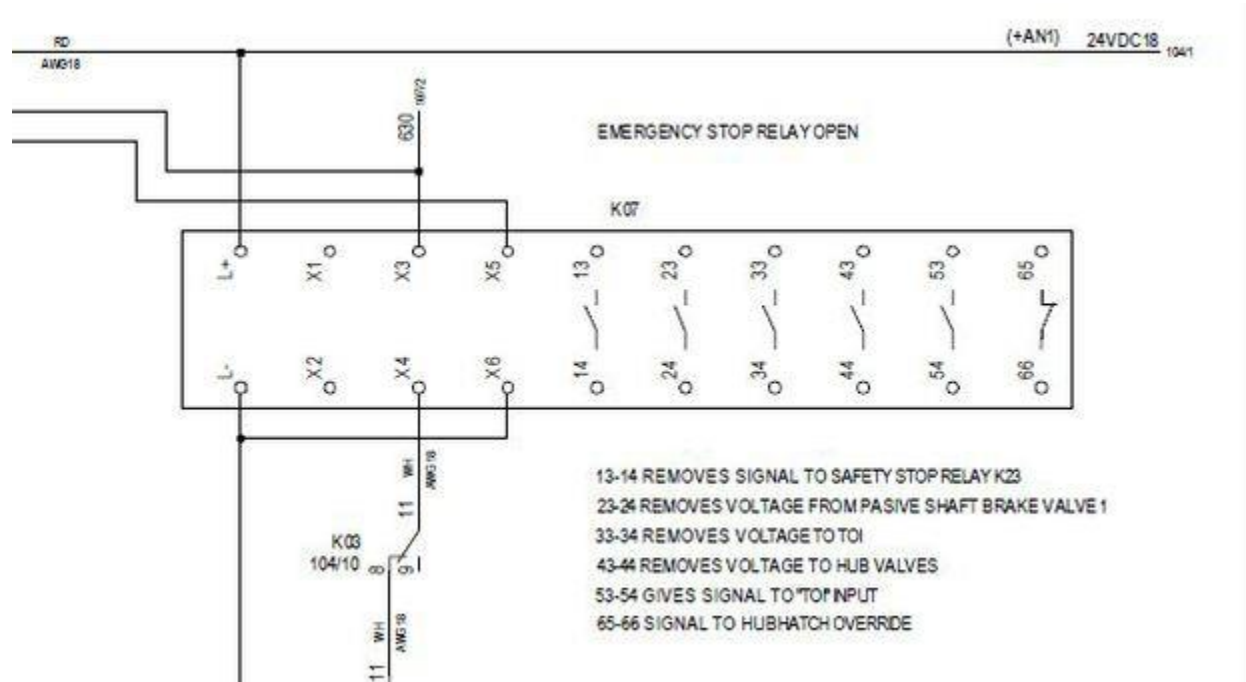 RD
AWG18
(+AN1) 24VDC18 104/1
630
EMERGENCY STOP RELAY OPEN
K07
L+ X1 X3 X5 13 23 33 43 53 65
L- X2 X4 X6 14 24 34 44 54 66
WH
AWG18
11
K03
104/10
8 9
WH
AWG18
11
13-14 REMOVES SIGNAL TO SAFETY STOP RELAY K23
23-24 REMOVES VOLTAGE FROM PASIVE SHAFT BRAKE VALVE 1
33-34 REMOVES VOLTAGE TO TOI
43-44 REMOVES VOLTAGE TO HUB VALVES
53-54 GIVES SIGNAL TO "TOI" INPUT
65-66 SIGNAL TO HUBHATCH OVERRIDE